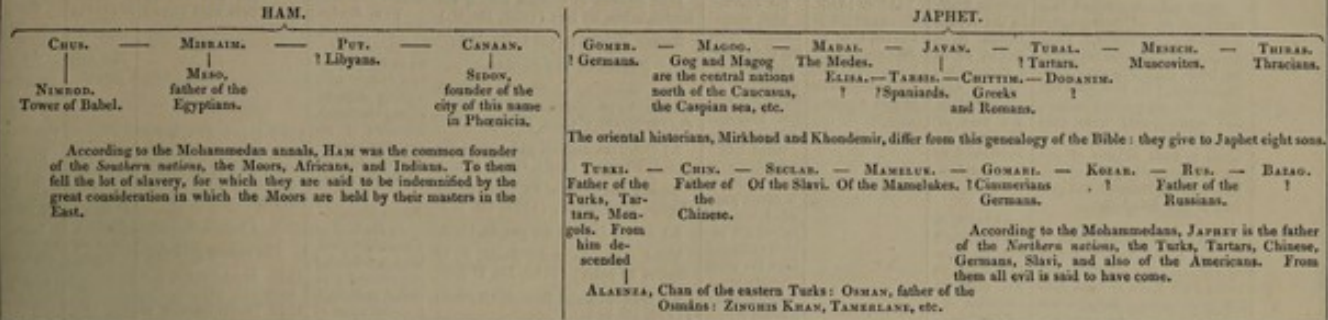 HAM.
CHUS. — MISRAIM. — PUT. — CANAAN.
? Libyans.
NIMROD. MESO, SIDON,
Tower of Babel. father of the founder of the
Egyptians. city of this name
in Phœnicia.
According to the Mohammedan annals, HAM was the common founder
of the Southern nations, the Moors, Africans, and Indians. To them
fell the lot of slavery, for which they are said to be indemnified by the
great consideration in which the Moors are held by their masters in the
East.
JAPHET.
GOMER. — MAGOG. — MADAI. — JAVAN. — TUBAL. — MESECH. — THIRAS.
? Germans. Gog and Magog The Medes. ? Tartars. Muscovites. Thracians.
are the central nations ELISA. — TARSIS. — CHITTIM. — DODANIM.
north of the Caucasus, ? ? Spaniards. Greeks ?
the Caspian sea, etc. and Romans.
The oriental historians, Mirkhond and Khondemir, differ from this genealogy of the Bible: they give to Japhet eight sons.
TURKI. — CHIN. — SECLAB. — MAMELUK. — GOMARI. — KOZAR. — RUS. — BAZAG.
Father of the Father of Of the Slavi. Of the Mamelukes. ? Cimmerians ? Father of the ?
Turks, Tar- the Germans. Russians.
tars, Mon- Chinese.
gols. From
him de-
scended
According to the Mohammedans, JAPHET is the father
of the Northern nations, the Turks, Tartars, Chinese,
Germans, Slavi, and also of the Americans. From
them all evil is said to have come.
ALAENZA, Chan of the eastern Turks: OSMAN, father of the
Osmâns: ZINGHIS KHAN, TAMERLANE, etc.